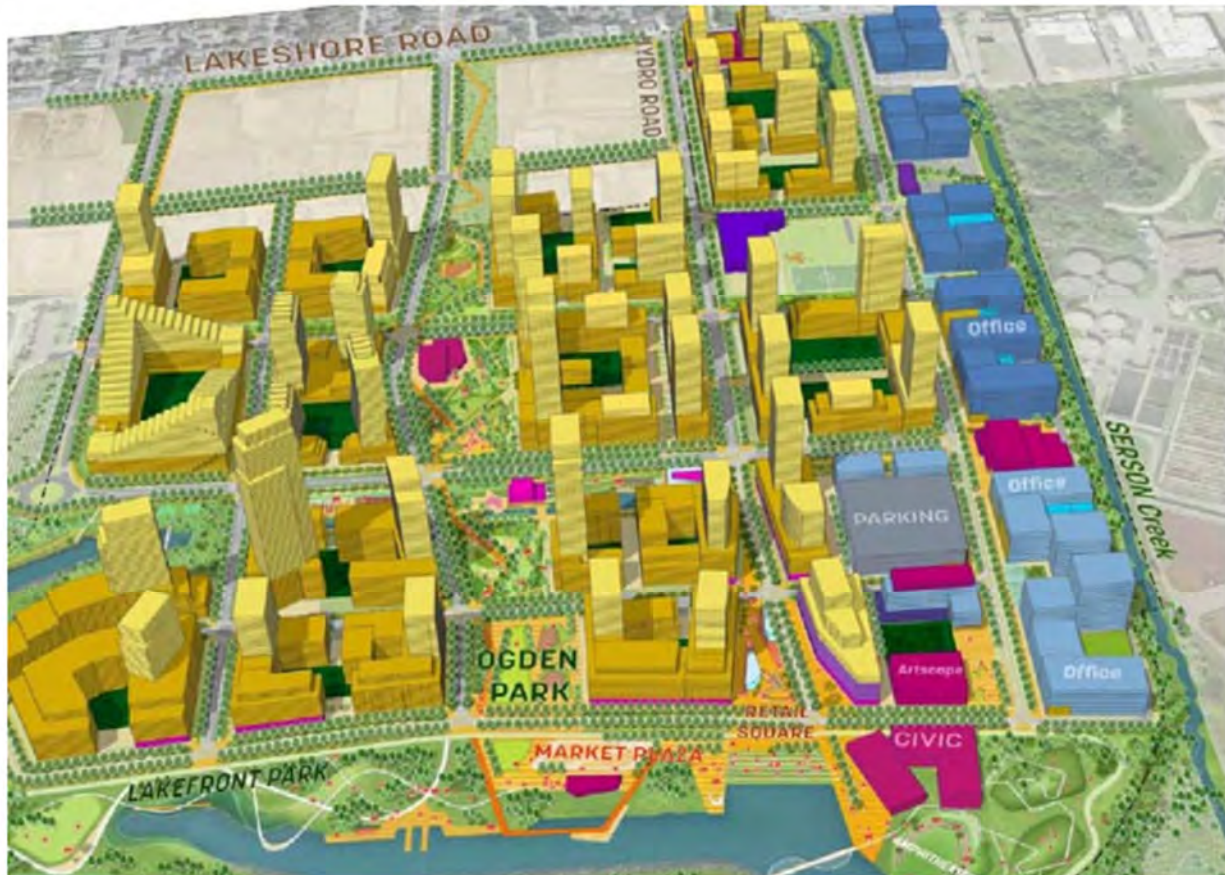 LAKESHORE ROAD
HYDRO ROAD
Office
SERSON Creek
Office
PARKING
OGDEN
PARK
Artscape
Office
RETAIL
SQUARE
CIVIC
MARKET PLAZA
LAKEFRONT PARK